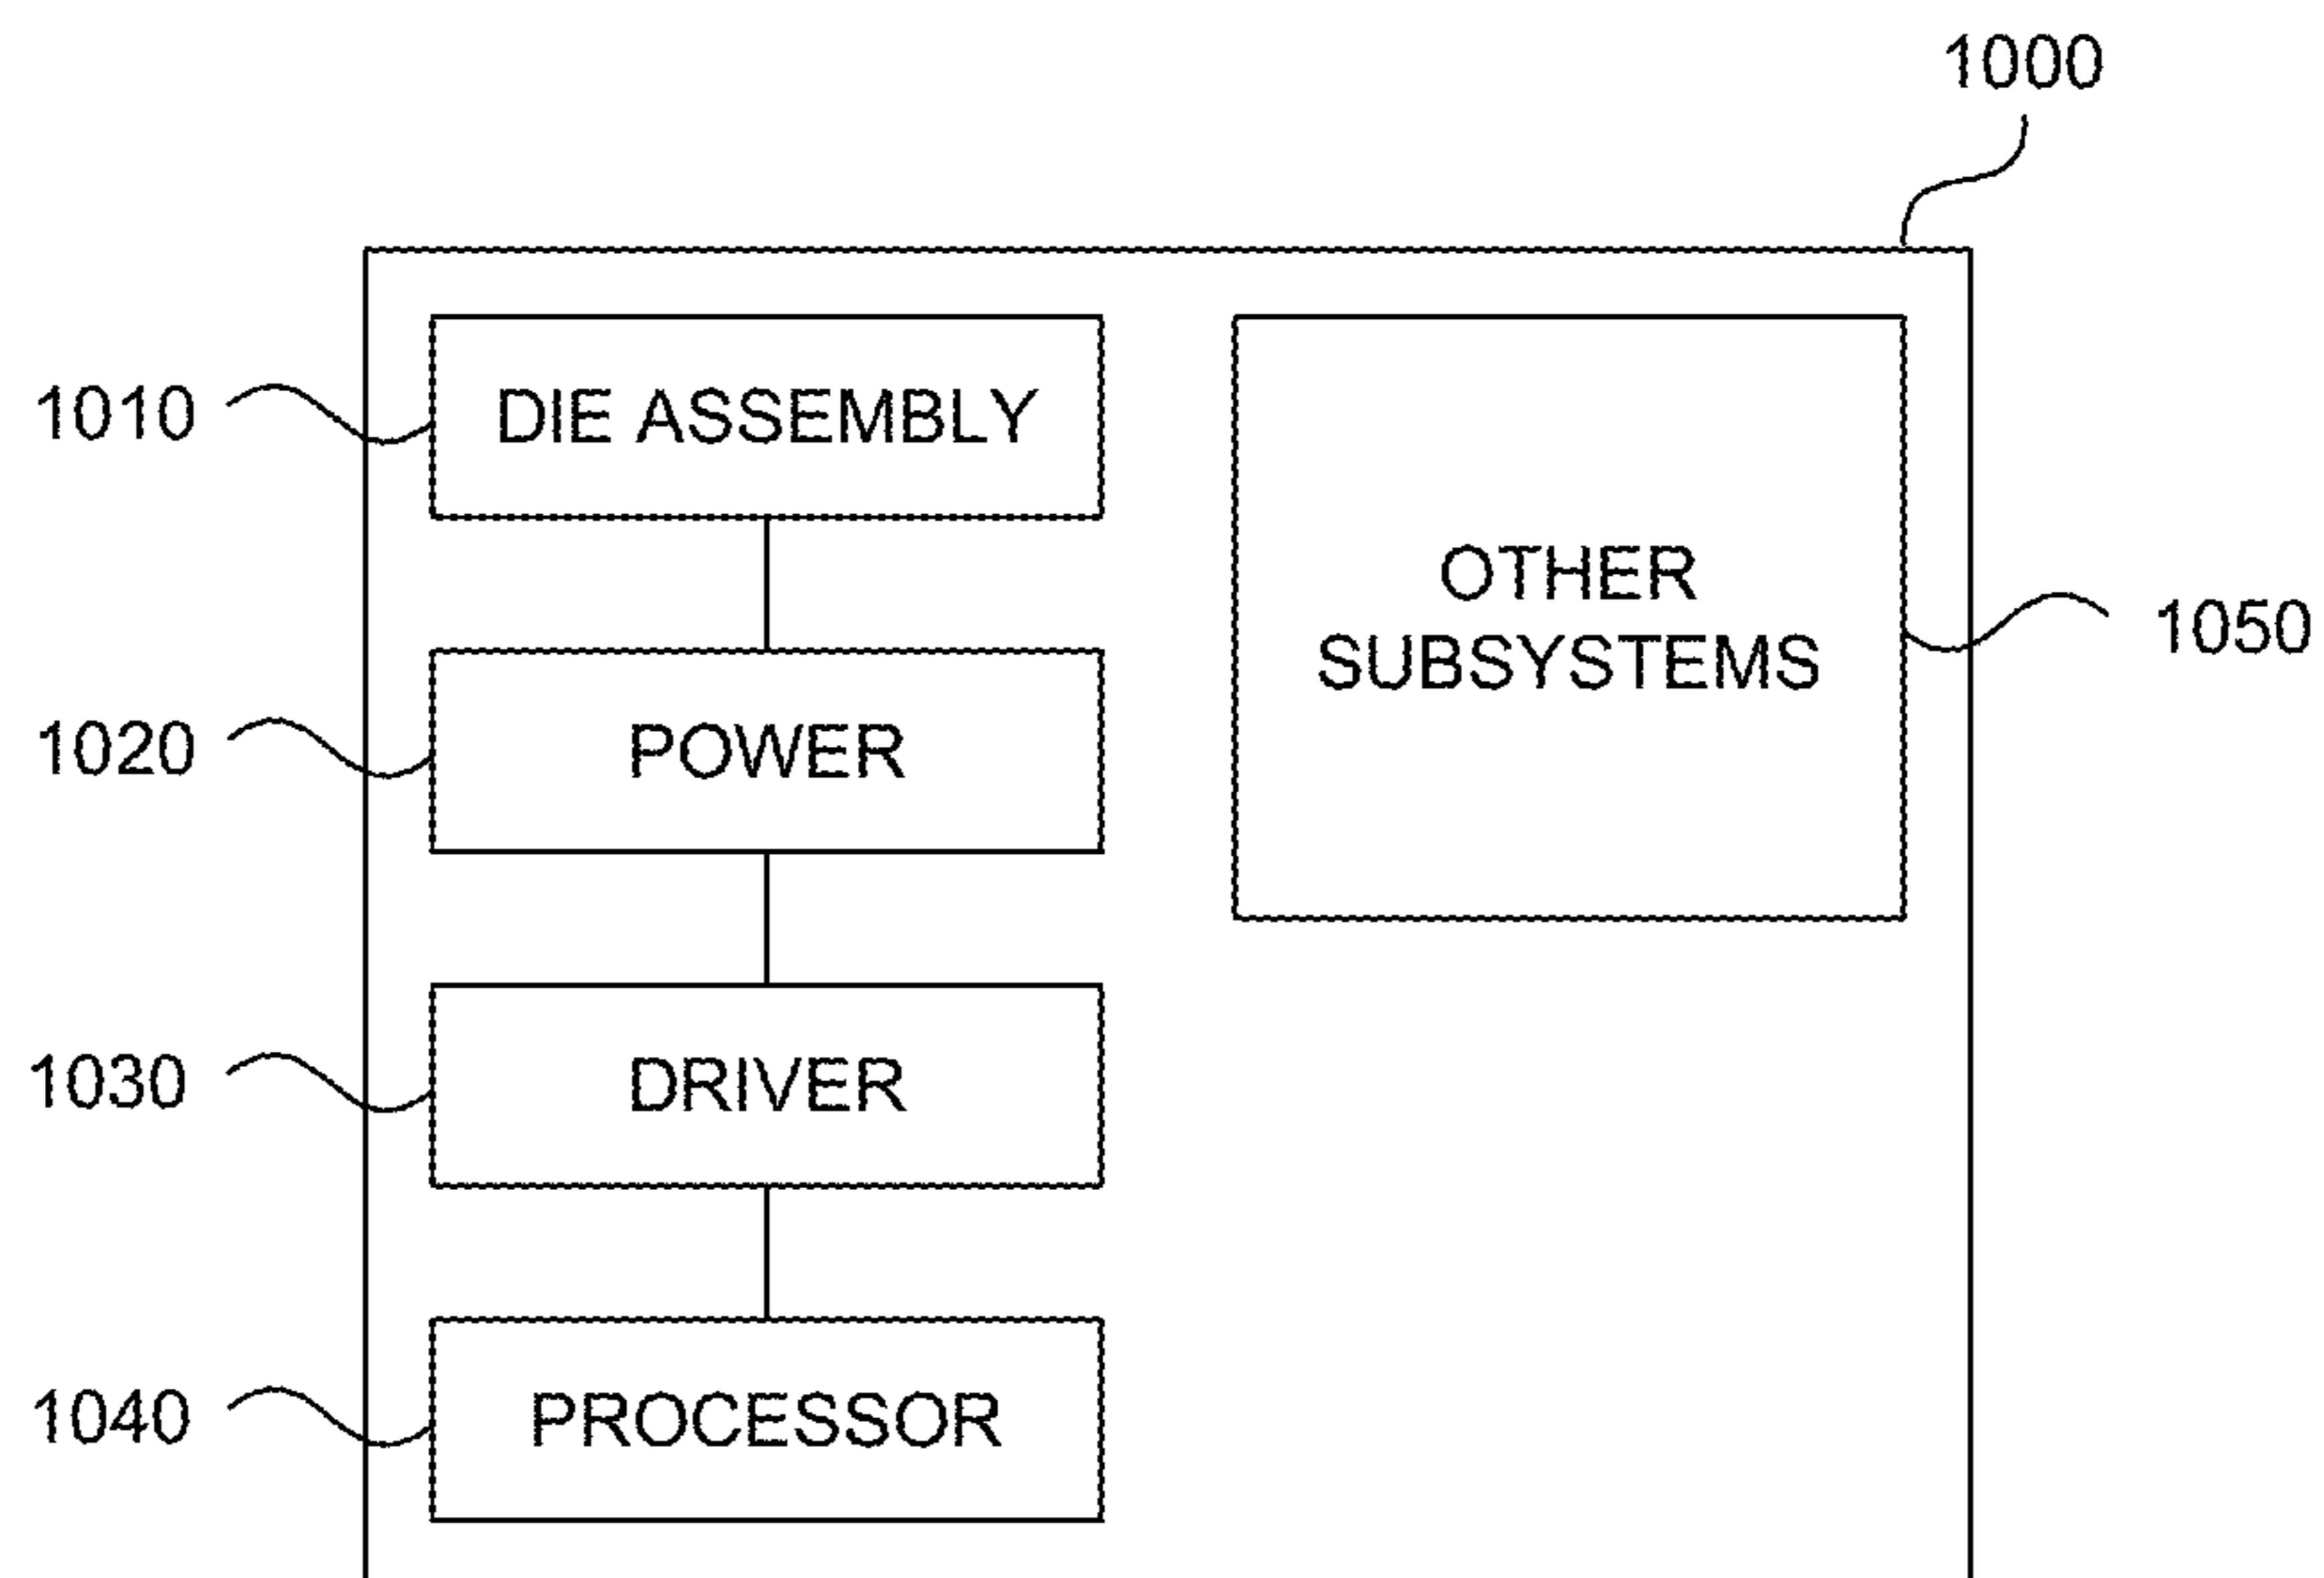 1000
1010
DIE ASSEMBLY
OTHER
SUBSYSTEMS
1050
1020
POWER
1030
DRIVER
1040
PROCESSOR